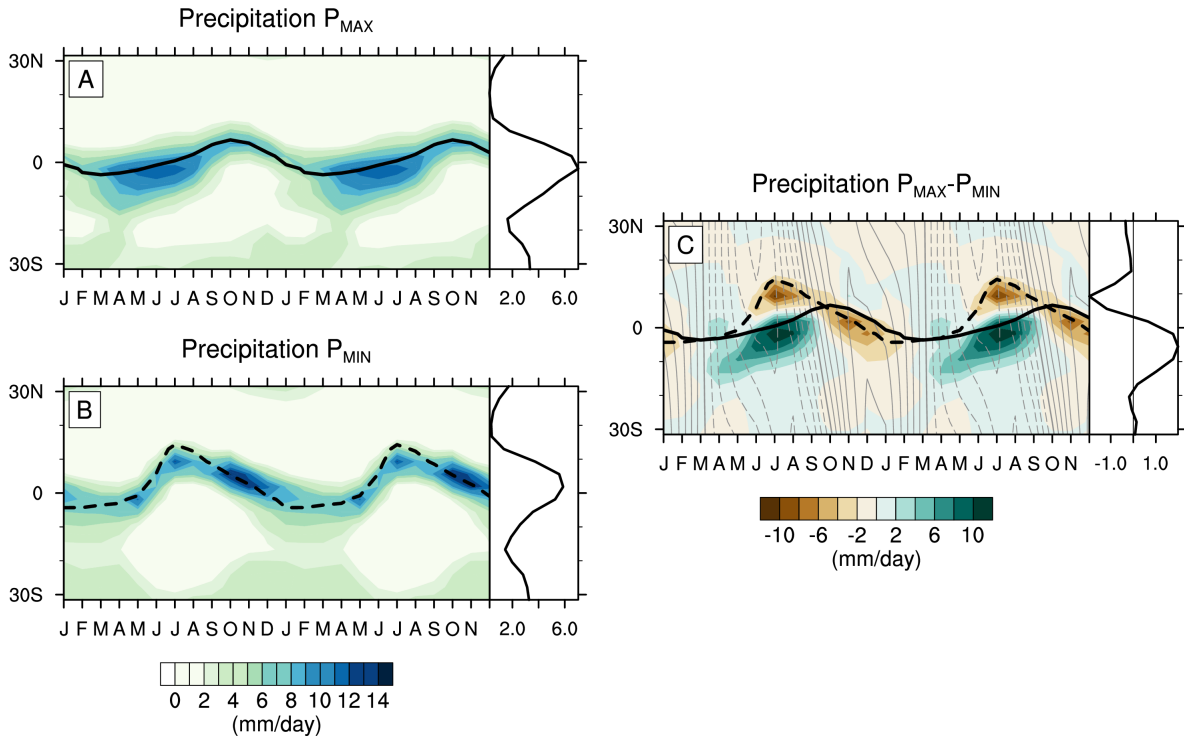 Precipitation PMAX
A
30N
0
30S
J F M A M J J A S O N D J F M A M J J A S O N
2.0 6.0
Precipitation PMIN
B
30N
0
30S
J F M A M J J A S O N D J F M A M J J A S O N
2.0 6.0
0 2 4 6 8 10 12 14
(mm/day)
Precipitation PMAX-PMIN
C
30N
0
30S
J F M A M J J A S O N D J F M A M J J A S O N
-1.0 1.0
-10 -6 -2 2 6 10
(mm/day)